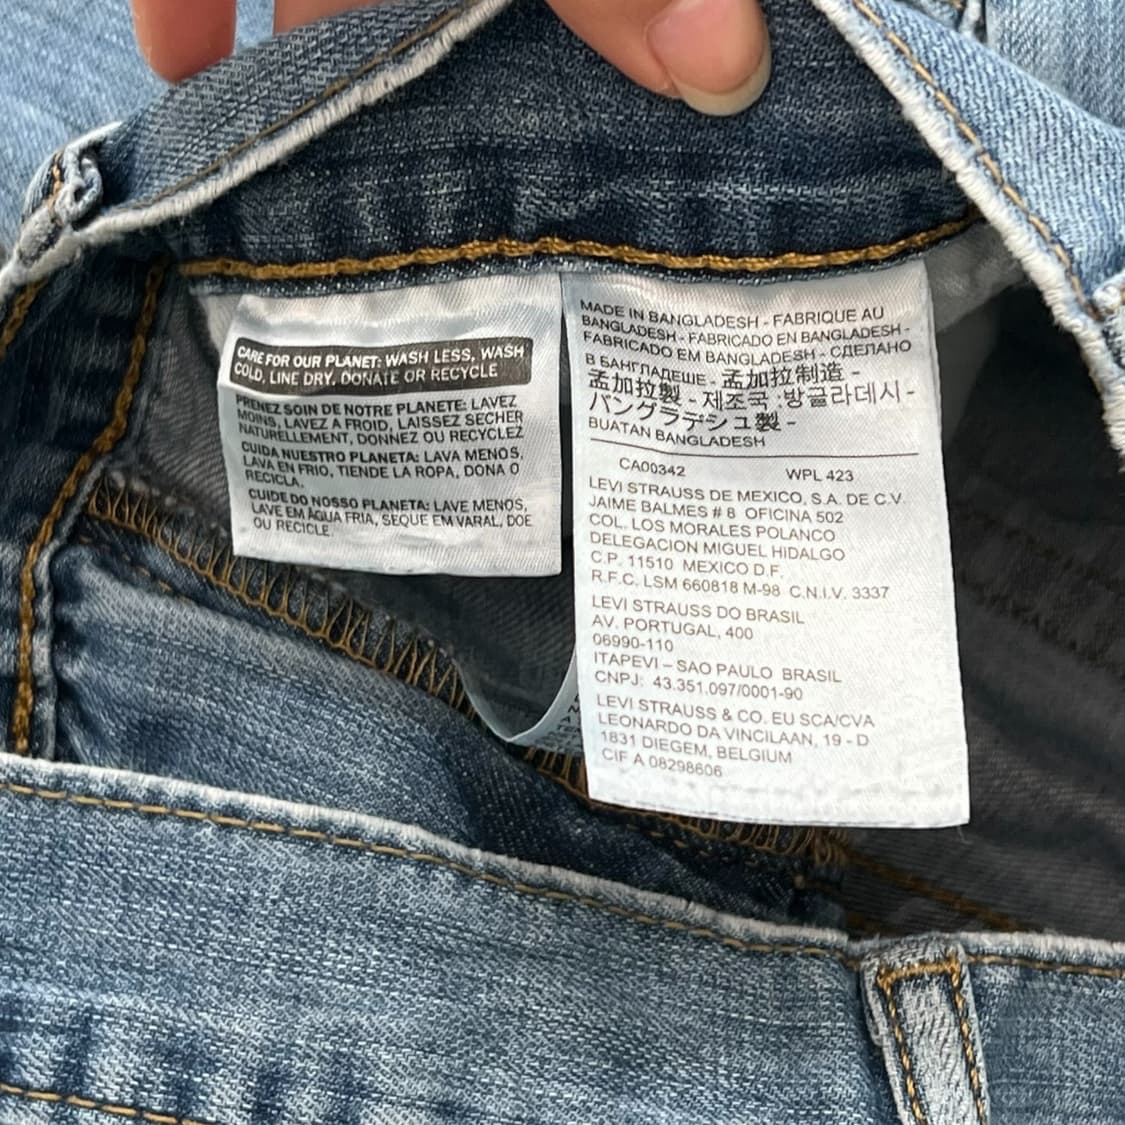 CARE FOR OUR PLANET: WASH LESS, WASH
COLD, LINE DRY, DONATE OR RECYCLE
PRENEZ SOIN DE NOTRE PLANETE: LAVEZ
MOINS, LAVEZ A FROID, LAISSEZ SECHER
NATURELLEMENT, DONNEZ OU RECYCLEZ
CUIDA NUESTRO PLANETA: LAVA MENOS,
LAVA EN FRIO, TIENDE LA ROPA, DONA O
RECICLA.
CUIDE DO NOSSO PLANETA: LAVE MENOS,
LAVE EM ÁGUA FRIA, SEQUE EM VARAL, DOE
OU RECICLE.
MADE IN BANGLADESH - FABRIQUE AU
BANGLADESH - FABRICADO EN BANGLADESH -
FABRICADO EM BANGLADESH - СДЕЛАНО
В БАНГЛАДЕШЕ - 孟加拉制造 -
孟加拉製 - 제조국 :방글라데시 -
バングラデシュ製 -
BUATAN BANGLADESH
CA00342 WPL 423
LEVI STRAUSS DE MEXICO, S.A. DE C.V.
JAIME BALMES # 8 OFICINA 502
COL. LOS MORALES POLANCO
DELEGACION MIGUEL HIDALGO
C.P. 11510 MEXICO D.F.
R.F.C. LSM 660818 M-98 C.N.I.V. 3337
LEVI STRAUSS DO BRASIL
AV. PORTUGAL, 400
06990-110
ITAPEVI – SAO PAULO BRASIL
CNPJ: 43.351.097/0001-90
LEVI STRAUSS & CO. EU SCA/CVA
LEONARDO DA VINCILAAN, 19 - D
1831 DIEGEM, BELGIUM
CIF A 08298606